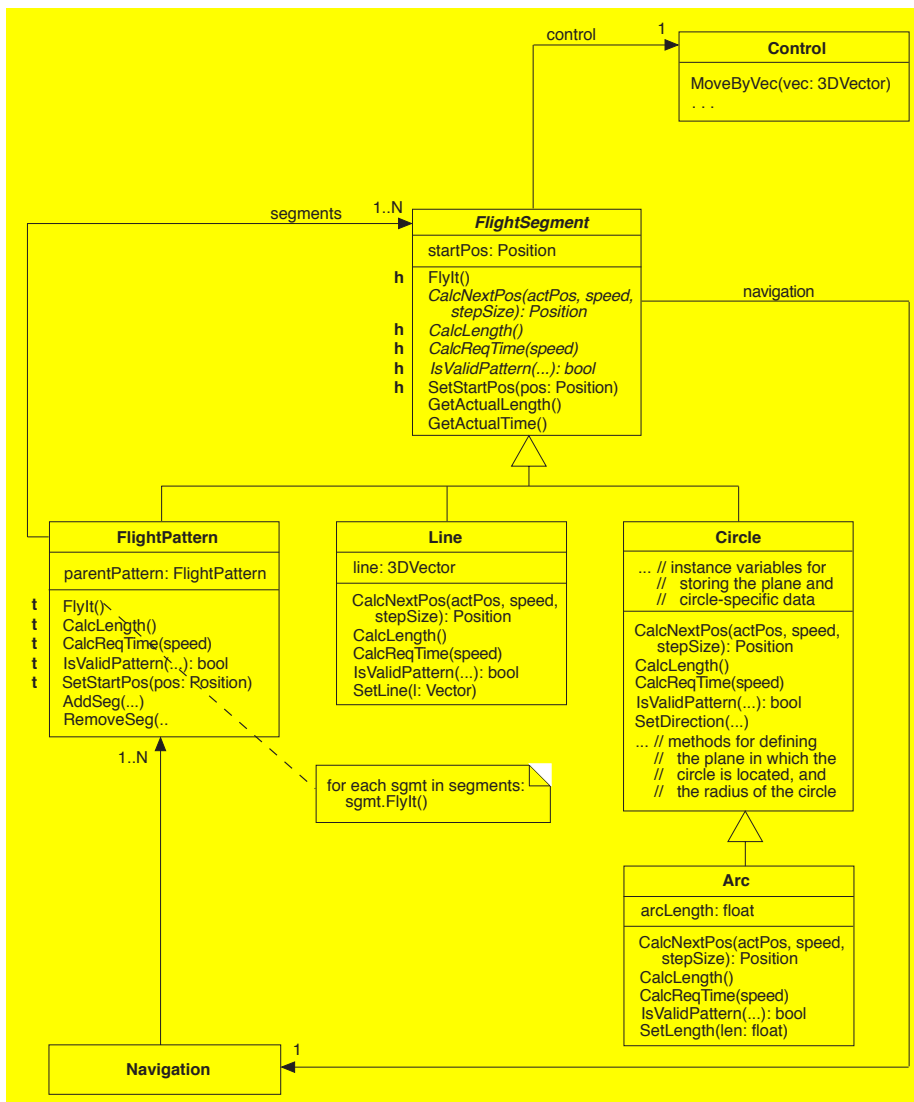 control
1
Control
MoveByVec(vec: 3DVector)
. . .
segments
1..N
FlightSegment
startPos: Position
h FlyIt()
CalcNextPos(actPos, speed,
stepSize): Position
h CalcLength()
h CalcReqTime(speed)
h IsValidPattern(...): bool
h SetStartPos(pos: Position)
GetActualLength()
GetActualTime()
navigation
FlightPattern
parentPattern: FlightPattern
t FlyIt()
t CalcLength()
t CalcReqTime(speed)
t IsValidPattern(...): bool
t SetStartPos(pos: Position)
AddSeg(...)
RemoveSeg(..
1..N
Line
line: 3DVector
CalcNextPos(actPos, speed,
stepSize): Position
CalcLength()
CalcReqTime(speed)
IsValidPattern(...): bool
SetLine(l: Vector)
for each sgmt in segments:
sgmt.FlyIt()
Circle
... // instance variables for
// storing the plane and
// circle-specific data
CalcNextPos(actPos, speed,
stepSize): Position
CalcLength()
CalcReqTime(speed)
IsValidPattern(...): bool
SetDirection(...)
... // methods for defining
// the plane in which the
// circle is located, and
// the radius of the circle
Arc
arcLength: float
CalcNextPos(actPos, speed,
stepSize): Position
CalcLength()
CalcReqTime(speed)
IsValidPattern(...): bool
SetLength(len: float)
Navigation
1